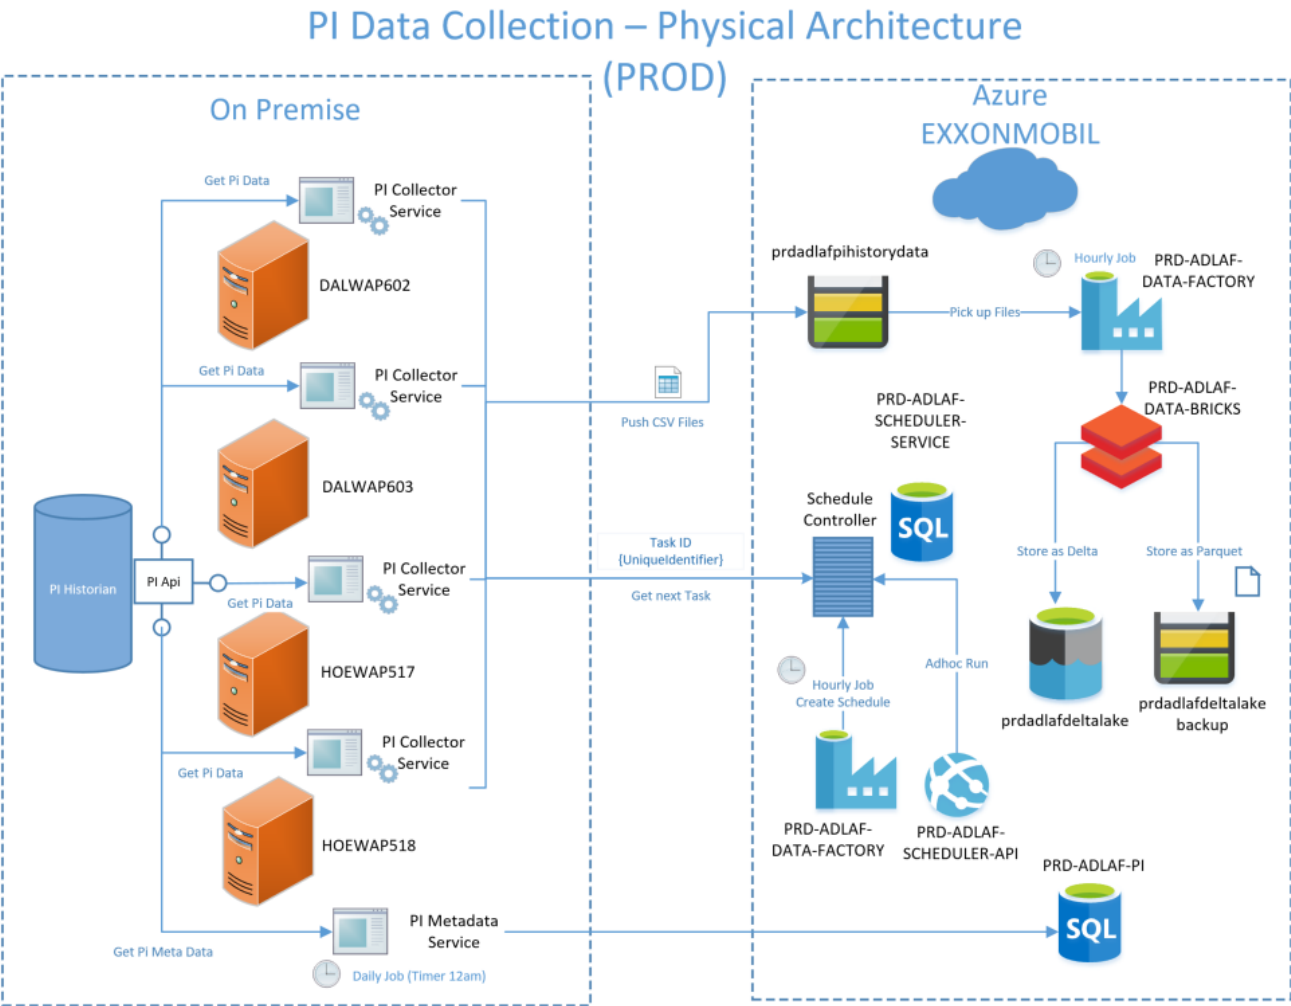 PI Data Collection – Physical Architecture
(PROD)
On Premise
Get Pi Data
PI Collector
Service
DALWAP602
Get Pi Data
PI Collector
Service
DALWAP603
PI Historian
PI Api
Get Pi Data
PI Collector
Service
HOEWAP517
Get Pi Data
PI Collector
Service
HOEWAP518
Get Pi Meta Data
PI Metadata
Service
Daily Job (Timer 12am)
Push CSV Files
Task ID
{UniqueIdentifier}
Get next Task
Azure
EXXONMOBIL
prdadlafpihistorydata
Pick up Files
Hourly Job
PRD-ADLAF-
DATA-FACTORY
PRD-ADLAF-
DATA-BRICKS
PRD-ADLAF-
SCHEDULER-
SERVICE
SQL
Schedule
Controller
Store as Delta
Store as Parquet
prdadlafdeltalake
prdadlafdeltalake
backup
Hourly Job
Create Schedule
Adhoc Run
PRD-ADLAF-
DATA-FACTORY
PRD-ADLAF-
SCHEDULER-API
PRD-ADLAF-PI
SQL